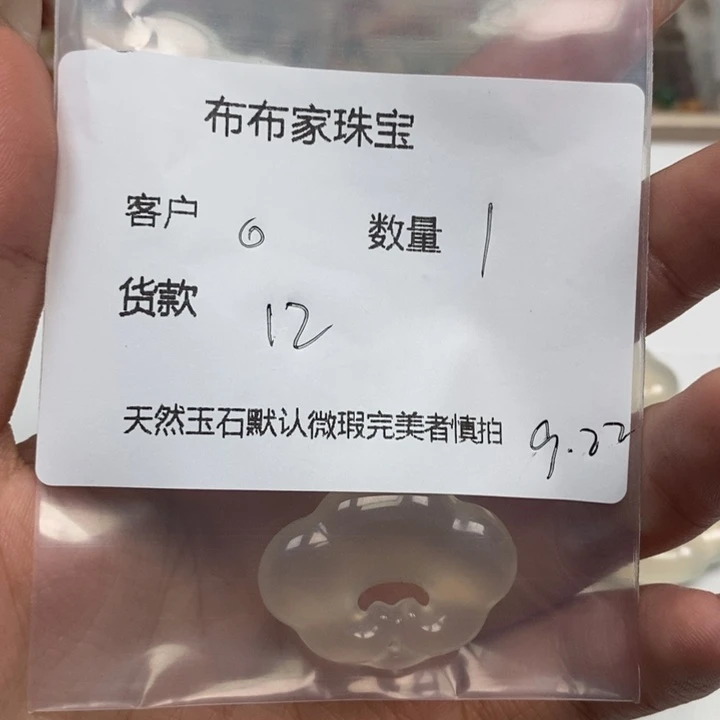 布布家珠宝
客户 6 数量 1
货款 12
天然玉石默认微瑕完美者慎拍 9.22